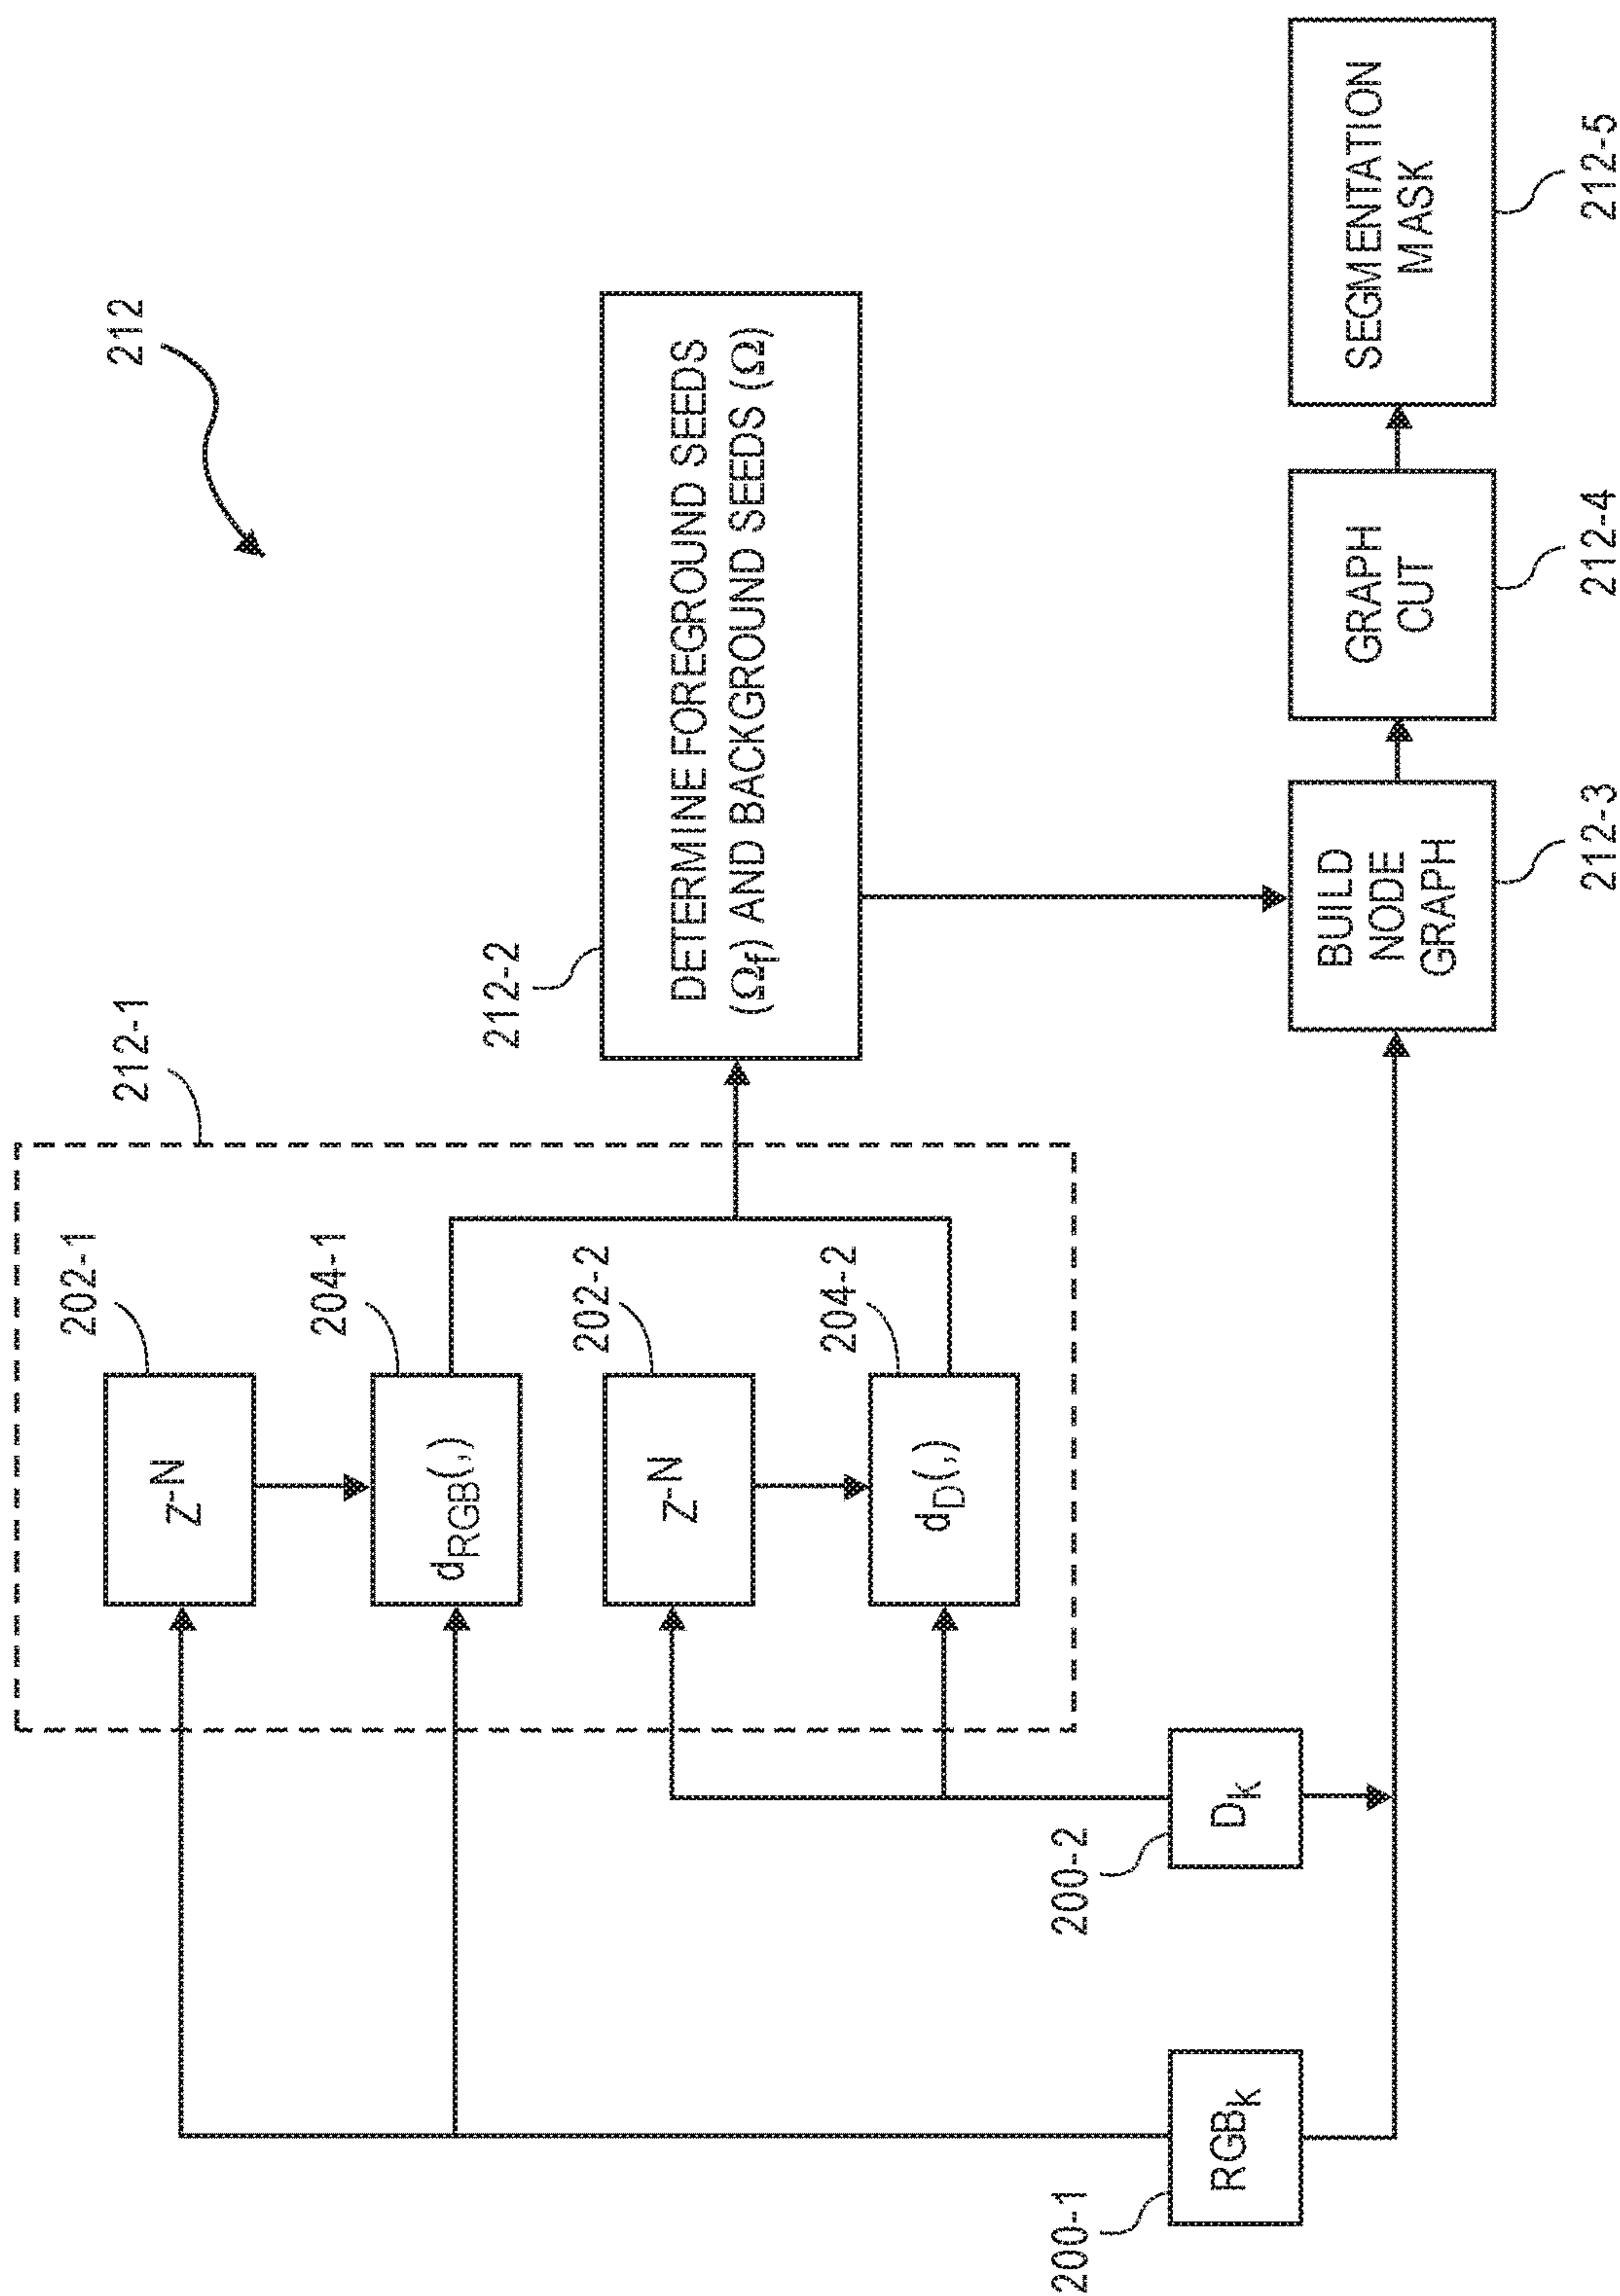 212
212-1
202-1
z-N
204-1
dRGB(,)
202-2
z-N
204-2
dD(,)
212-2
DETERMINE FOREGROUND SEEDS
(Ωf) AND BACKGROUND SEEDS (Ω)
200-1
RGBk
200-2
Dk
BUILD
NODE
GRAPH
212-3
GRAPH
CUT
212-4
SEGMENTATION
MASK
212-5